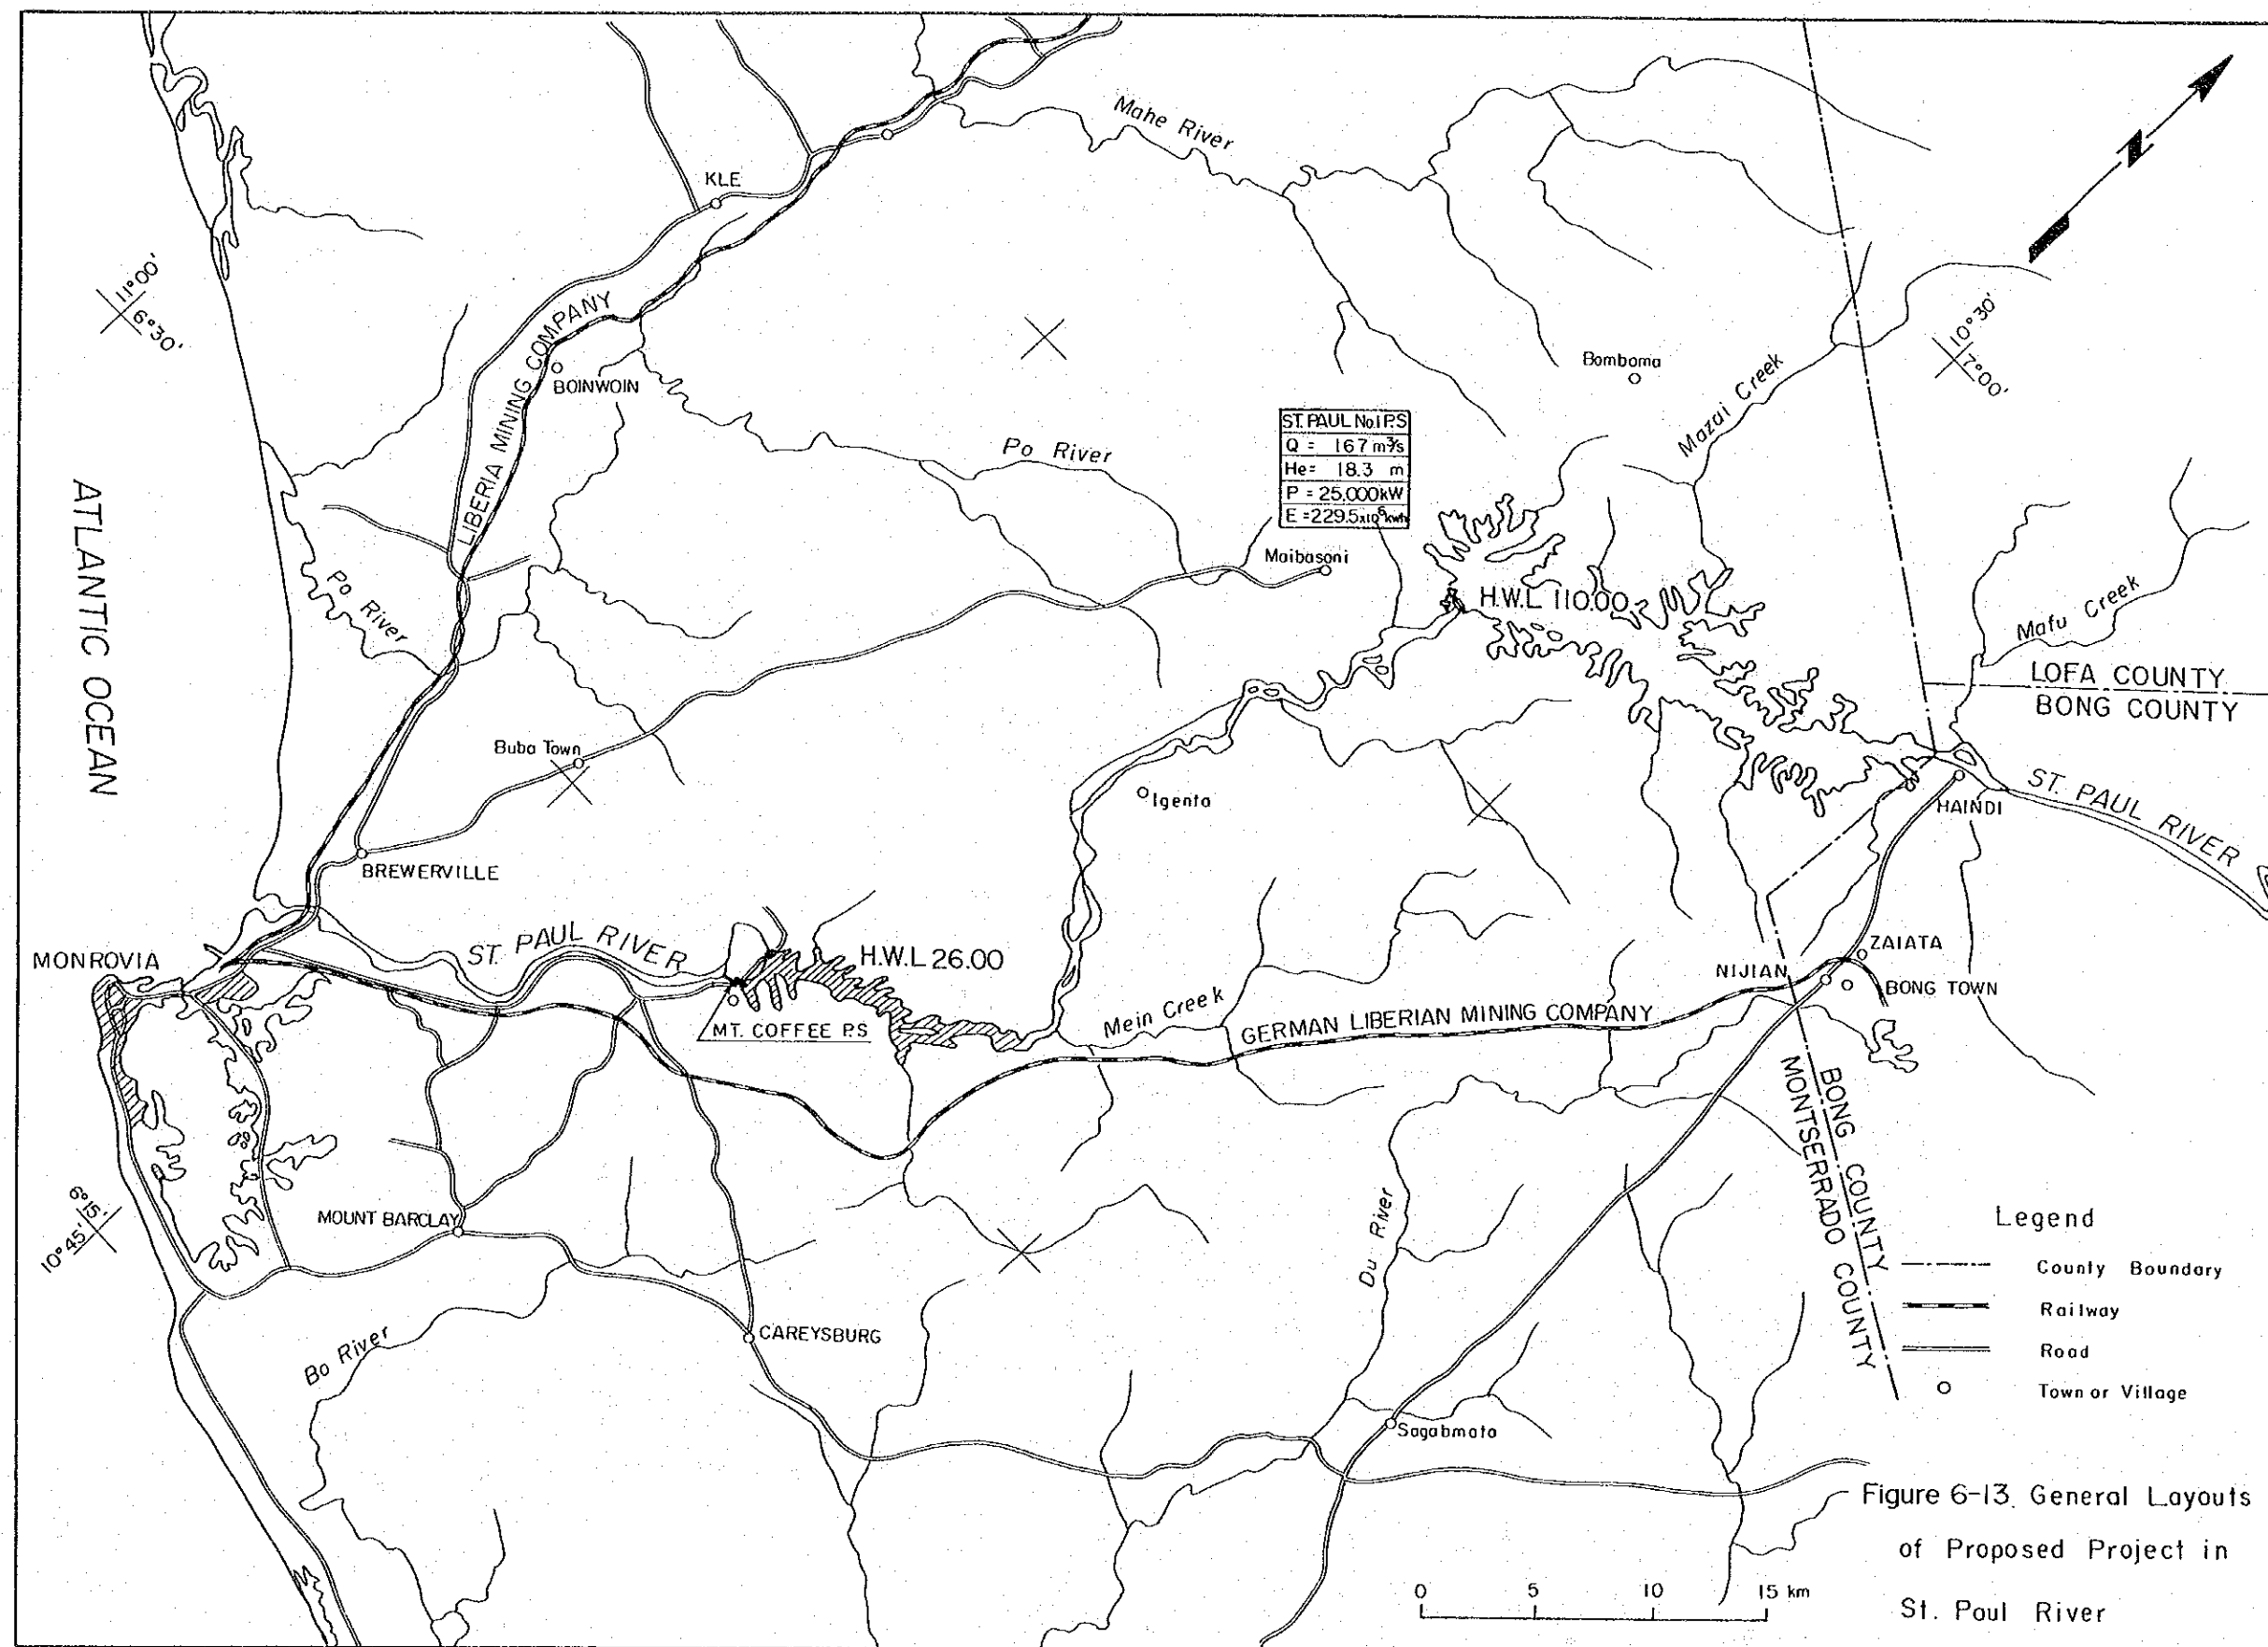 Mahe River
N
KLE
11°00'
6°30'
LIBERIA MINING COMPANY
BOINWOIN
10°30'
7°00'
Bomboma
Mazai Creek
ST. PAUL No.1 P.S
Q = 167 m³/s
He = 18.3 m
P = 25,000kW
E = 229.5x10⁶kwh
Po River
Maibasoni
ATLANTIC OCEAN
Po River
H.W.L 110.00
Mafu Creek
LOFA COUNTY
BONG COUNTY
Buba Town
Igenta
ST. PAUL RIVER
HAINDI
BREWERVILLE
MONROVIA
ST. PAUL RIVER
H.W.L 26.00
ZAIATA
NIJIAN
BONG TOWN
MT. COFFEE P.S
Mein Creek
GERMAN LIBERIAN MINING COMPANY
BONG COUNTY
MONTSERRADO COUNTY
6°15'
10°45'
MOUNT BARCLAY
Du River
Bo River
CAREYSBURG
Sagabmata
Legend
County Boundary
Railway
Road
Town or Village
0 5 10 15 km
Figure 6-13. General Layouts
of Proposed Project in
St. Paul River